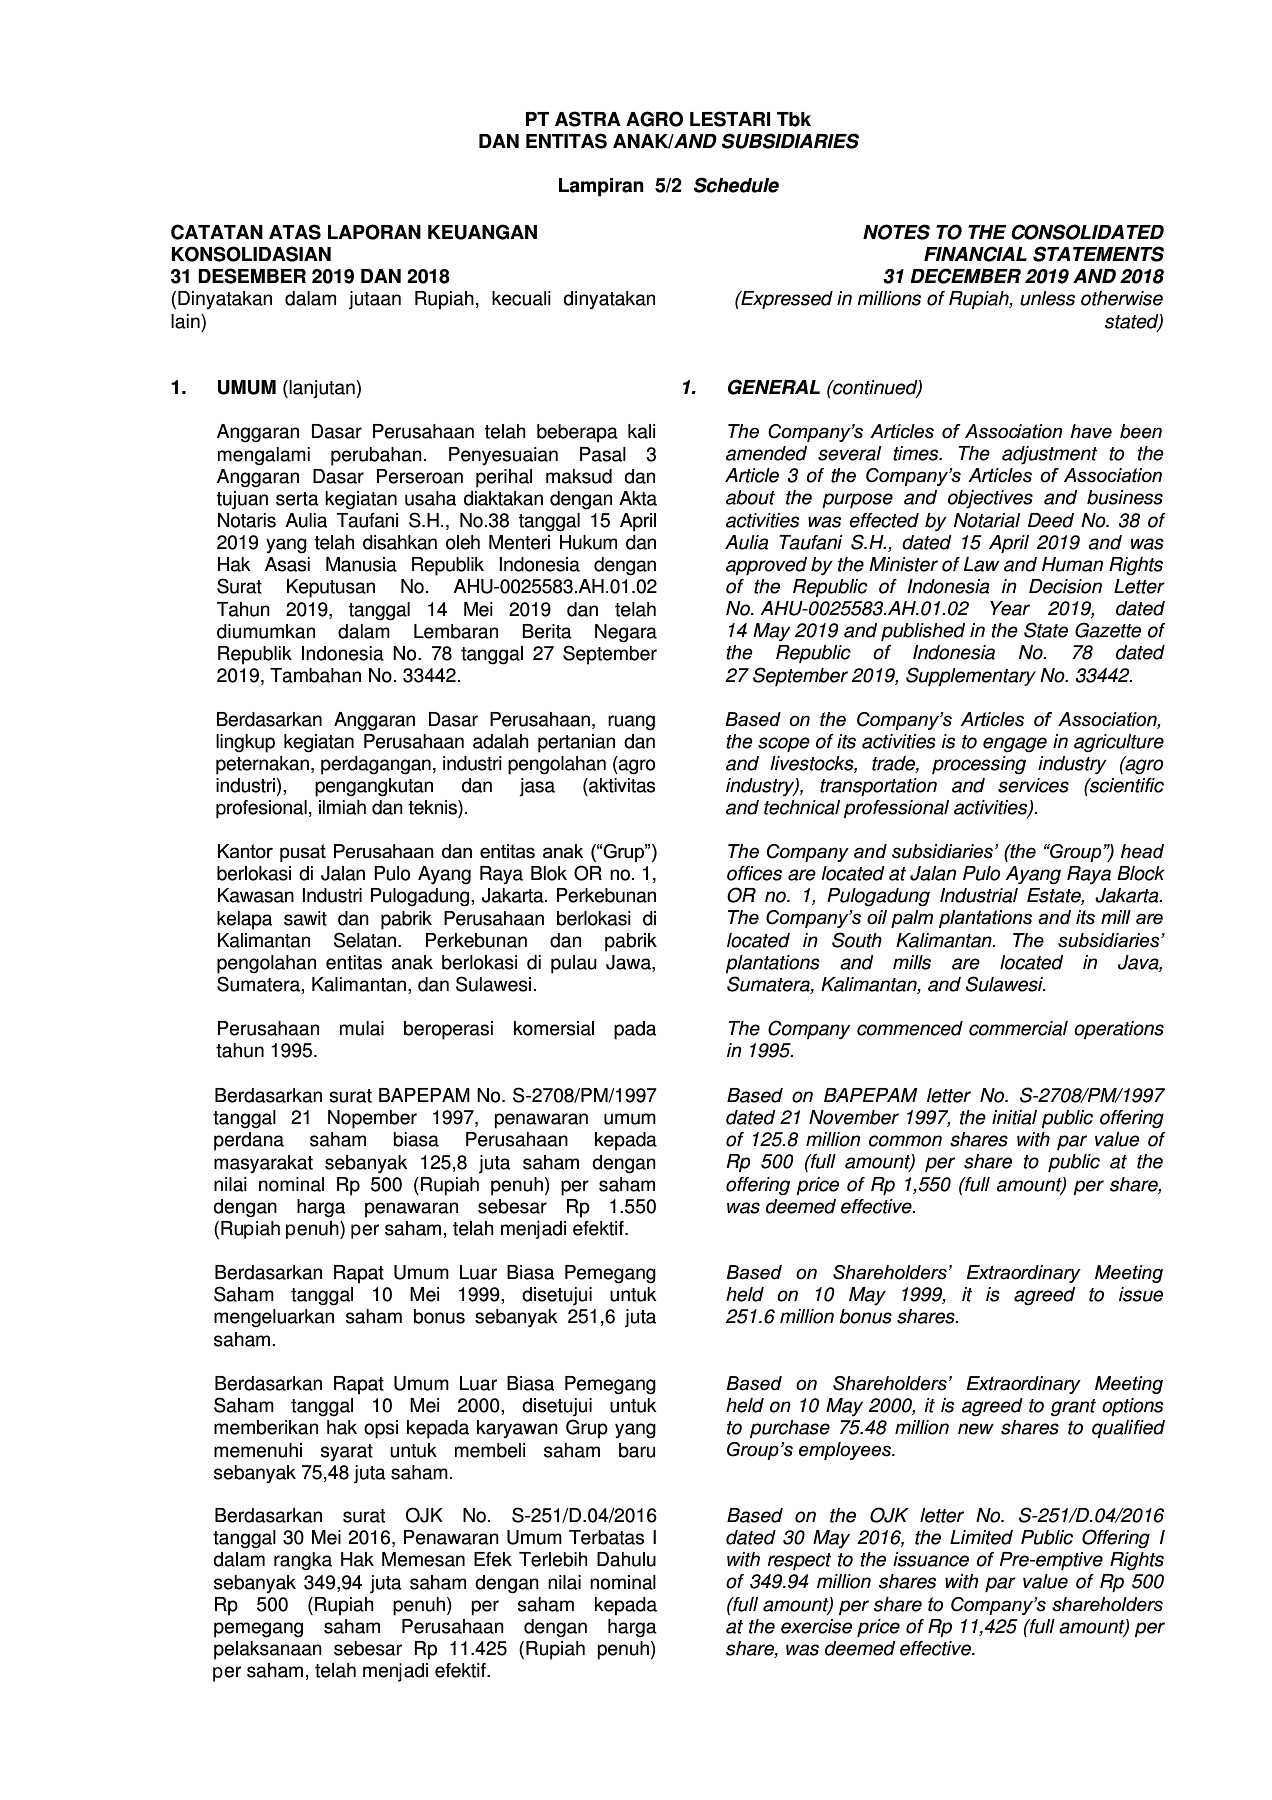 PT ASTRA AGRO LESTARI Tbk
DAN ENTITAS ANAK/AND SUBSIDIARIES
Lampiran 5/2 Schedule
CATATAN ATAS LAPORAN KEUANGAN
KONSOLIDASIAN
31 DESEMBER 2019 DAN 2018
(Dinyatakan dalam jutaan Rupiah, kecuali dinyatakan
lain)
NOTES TO THE CONSOLIDATED
FINANCIAL STATEMENTS
31 DECEMBER 2019 AND 2018
(Expressed in millions of Rupiah, unless otherwise
stated)
1. UMUM (lanjutan)
Anggaran Dasar Perusahaan telah beberapa kali
mengalami perubahan. Penyesuaian Pasal 3
Anggaran Dasar Perseroan perihal maksud dan
tujuan serta kegiatan usaha diaktakan dengan Akta
Notaris Aulia Taufani S.H., No.38 tanggal 15 April
2019 yang telah disahkan oleh Menteri Hukum dan
Hak Asasi Manusia Republik Indonesia dengan
Surat Keputusan No. AHU-0025583.AH.01.02
Tahun 2019, tanggal 14 Mei 2019 dan telah
diumumkan dalam Lembaran Berita Negara
Republik Indonesia No. 78 tanggal 27 September
2019, Tambahan No. 33442.
Berdasarkan Anggaran Dasar Perusahaan, ruang
lingkup kegiatan Perusahaan adalah pertanian dan
peternakan, perdagangan, industri pengolahan (agro
industri), pengangkutan dan jasa (aktivitas
profesional, ilmiah dan teknis).
Kantor pusat Perusahaan dan entitas anak (“Grup”)
berlokasi di Jalan Pulo Ayang Raya Blok OR no. 1,
Kawasan Industri Pulogadung, Jakarta. Perkebunan
kelapa sawit dan pabrik Perusahaan berlokasi di
Kalimantan Selatan. Perkebunan dan pabrik
pengolahan entitas anak berlokasi di pulau Jawa,
Sumatera, Kalimantan, dan Sulawesi.
Perusahaan mulai beroperasi komersial pada
tahun 1995.
Berdasarkan surat BAPEPAM No. S-2708/PM/1997
tanggal 21 Nopember 1997, penawaran umum
perdana saham biasa Perusahaan kepada
masyarakat sebanyak 125,8 juta saham dengan
nilai nominal Rp 500 (Rupiah penuh) per saham
dengan harga penawaran sebesar Rp 1.550
(Rupiah penuh) per saham, telah menjadi efektif.
Berdasarkan Rapat Umum Luar Biasa Pemegang
Saham tanggal 10 Mei 1999, disetujui untuk
mengeluarkan saham bonus sebanyak 251,6 juta
saham.
Berdasarkan Rapat Umum Luar Biasa Pemegang
Saham tanggal 10 Mei 2000, disetujui untuk
memberikan hak opsi kepada karyawan Grup yang
memenuhi syarat untuk membeli saham baru
sebanyak 75,48 juta saham.
Berdasarkan surat OJK No. S-251/D.04/2016
tanggal 30 Mei 2016, Penawaran Umum Terbatas I
dalam rangka Hak Memesan Efek Terlebih Dahulu
sebanyak 349,94 juta saham dengan nilai nominal
Rp 500 (Rupiah penuh) per saham kepada
pemegang saham Perusahaan dengan harga
pelaksanaan sebesar Rp 11.425 (Rupiah penuh)
per saham, telah menjadi efektif.
1. GENERAL (continued)
The Company’s Articles of Association have been
amended several times. The adjustment to the
Article 3 of the Company’s Articles of Association
about the purpose and objectives and business
activities was effected by Notarial Deed No. 38 of
Aulia Taufani S.H., dated 15 April 2019 and was
approved by the Minister of Law and Human Rights
of the Republic of Indonesia in Decision Letter
No. AHU-0025583.AH.01.02 Year 2019, dated
14 May 2019 and published in the State Gazette of
the Republic of Indonesia No. 78 dated
27 September 2019, Supplementary No. 33442.
Based on the Company’s Articles of Association,
the scope of its activities is to engage in agriculture
and livestocks, trade, processing industry (agro
industry), transportation and services (scientific
and technical professional activities).
The Company and subsidiaries’ (the “Group”) head
offices are located at Jalan Pulo Ayang Raya Block
OR no. 1, Pulogadung Industrial Estate, Jakarta.
The Company’s oil palm plantations and its mill are
located in South Kalimantan. The subsidiaries’
plantations and mills are located in Java,
Sumatera, Kalimantan, and Sulawesi.
The Company commenced commercial operations
in 1995.
Based on BAPEPAM letter No. S-2708/PM/1997
dated 21 November 1997, the initial public offering
of 125.8 million common shares with par value of
Rp 500 (full amount) per share to public at the
offering price of Rp 1,550 (full amount) per share,
was deemed effective.
Based on Shareholders’ Extraordinary Meeting
held on 10 May 1999, it is agreed to issue
251.6 million bonus shares.
Based on Shareholders’ Extraordinary Meeting
held on 10 May 2000, it is agreed to grant options
to purchase 75.48 million new shares to qualified
Group’s employees.
Based on the OJK letter No. S-251/D.04/2016
dated 30 May 2016, the Limited Public Offering I
with respect to the issuance of Pre-emptive Rights
of 349.94 million shares with par value of Rp 500
(full amount) per share to Company’s shareholders
at the exercise price of Rp 11,425 (full amount) per
share, was deemed effective.